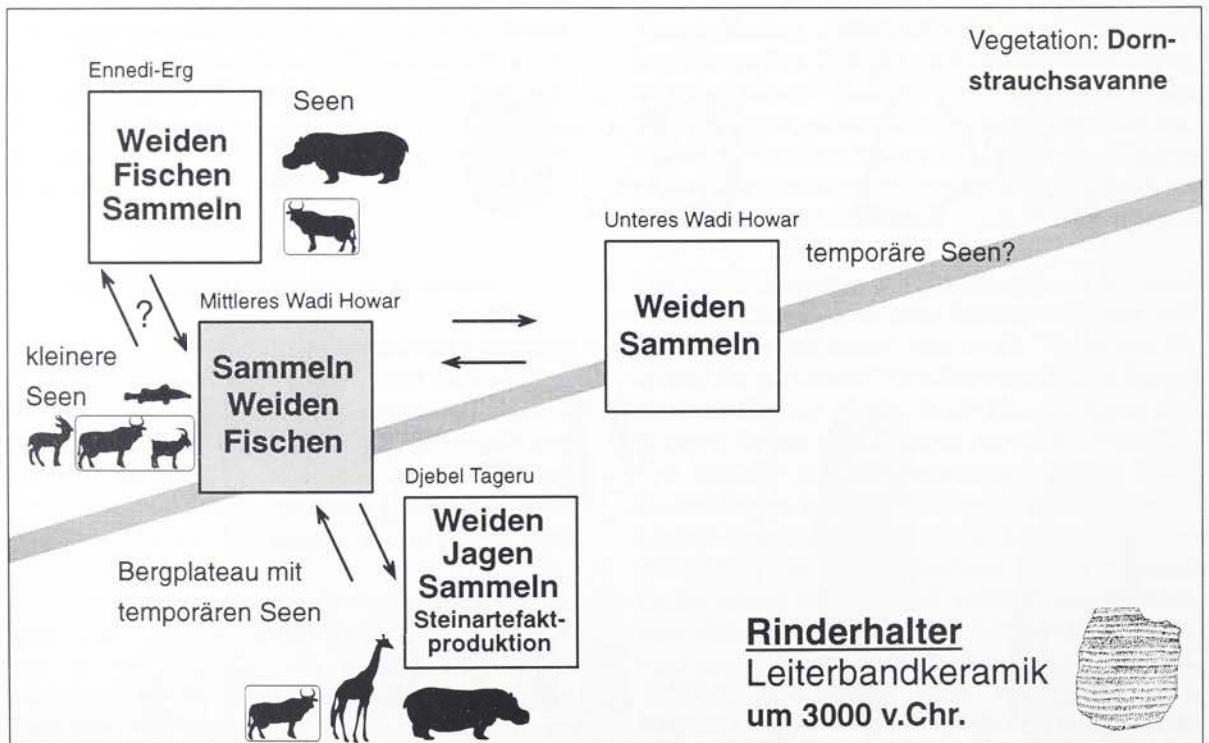 Vegetation: Dorn-
strauchsavanne
Ennedi-Erg
Weiden
Fischen
Sammeln
Seen
Unteres Wadi Howar
temporäre Seen?
Weiden
Sammeln
?
Mittleres Wadi Howar
kleinere
Seen
Sammeln
Weiden
Fischen
Djebel Tageru
Weiden
Jagen
Sammeln
Steinartefakt-
produktion
Bergplateau mit
temporären Seen
Rinderhalter
Leiterbandkeramik
um 3000 v.Chr.